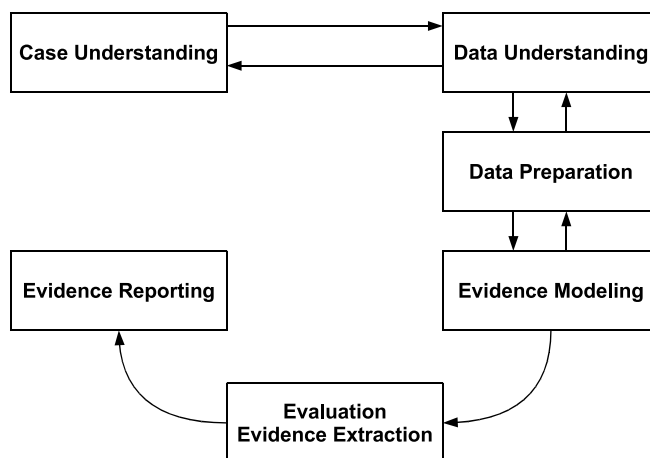 Case Understanding
Data Understanding
Data Preparation
Evidence Reporting
Evidence Modeling
Evaluation
Evidence Extraction